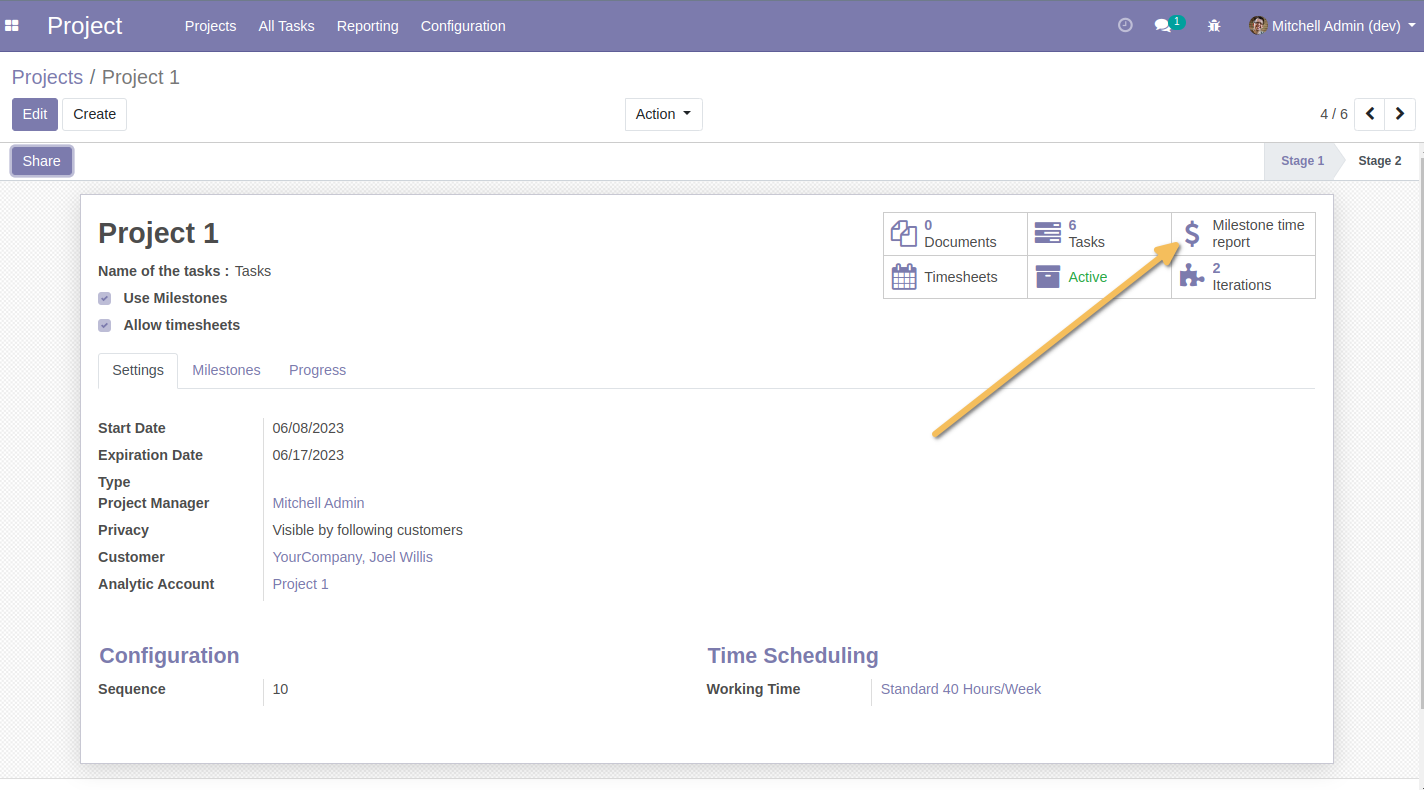 Project Projects All Tasks Reporting Configuration 1 Mitchell Admin (dev)
Projects / Project 1
Edit Create Action 4 / 6
Share Stage 1 Stage 2
Project 1
0 Documents
6 Tasks
Milestone time report
Timesheets
Active
2 Iterations
Name of the tasks : Tasks
Use Milestones
Allow timesheets
Settings Milestones Progress
Start Date 06/08/2023
Expiration Date 06/17/2023
Type
Project Manager Mitchell Admin
Privacy Visible by following customers
Customer YourCompany, Joel Willis
Analytic Account Project 1
Configuration
Sequence 10
Time Scheduling
Working Time Standard 40 Hours/Week